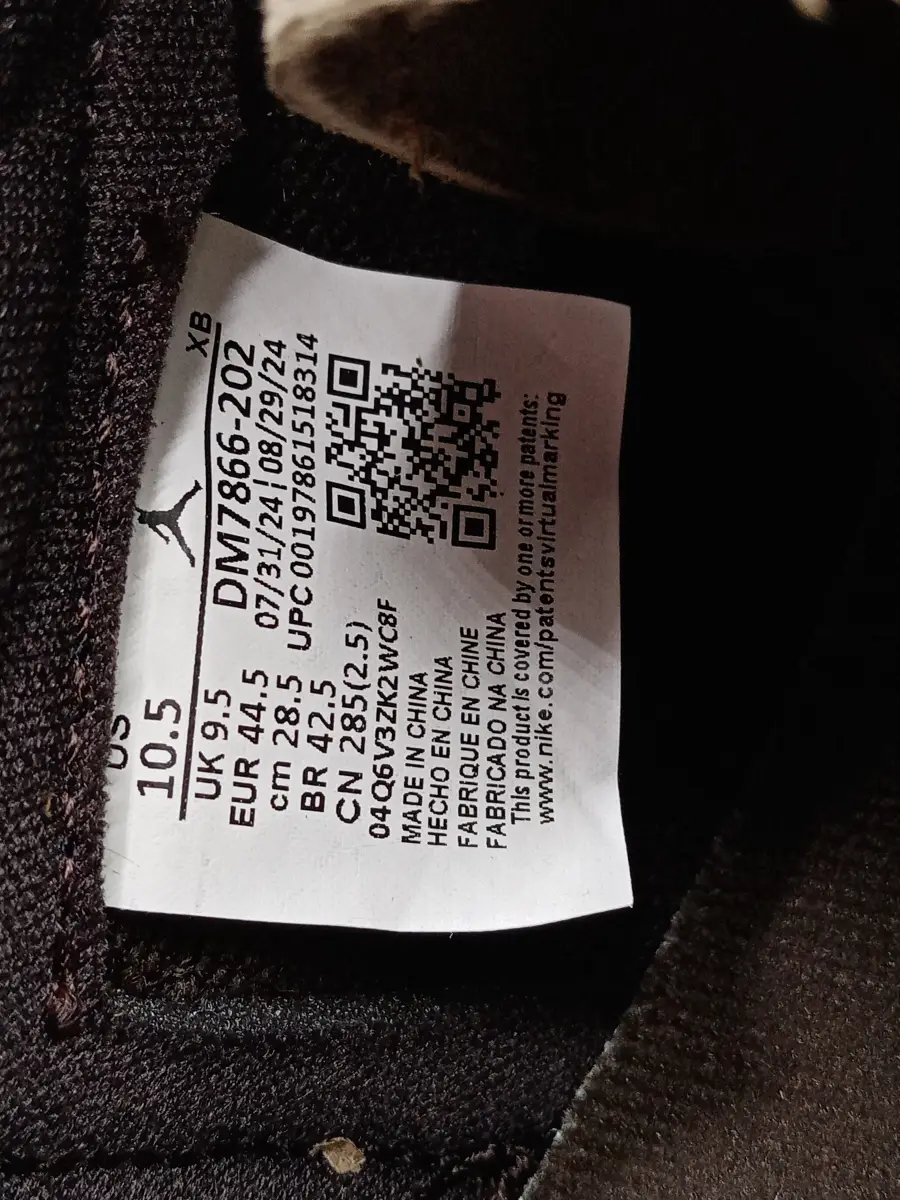 US
10.5
XB
UK 9.5
EUR 44.5
cm 28.5
BR 42.5
CN 285(2.5)
DM7866-202
07/31/24|08/29/24
UPC 00197861518314
04Q6V3ZK2WC8F
MADE IN CHINA
HECHO EN CHINA
FABRIQUE EN CHINE
FABRICADO NA CHINA
This product is covered by one or more patents:
www.nike.com/patentsvirtualmarking